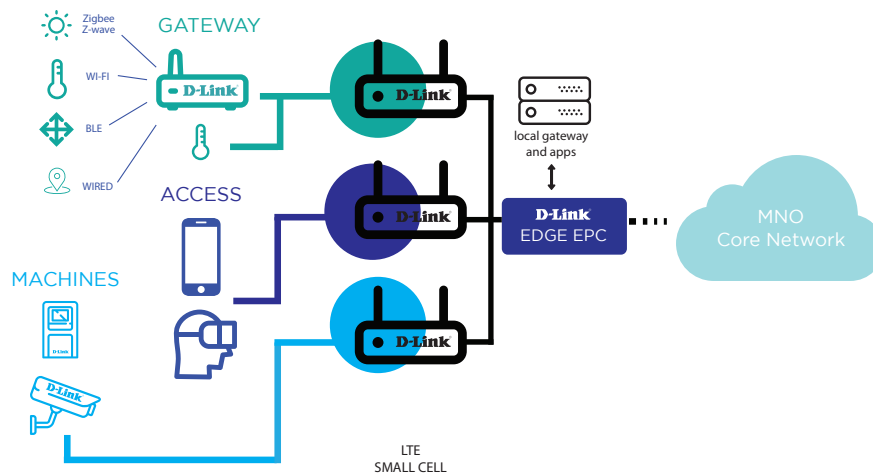 Zigbee
Z-wave
GATEWAY
WI-FI
D-Link
BLE
WIRED
D-Link
local gateway
and apps
ACCESS
D-Link
D-Link
EDGE EPC
MNO
Core Network
MACHINES
D-Link
D-Link
D-Link
LTE
SMALL CELL